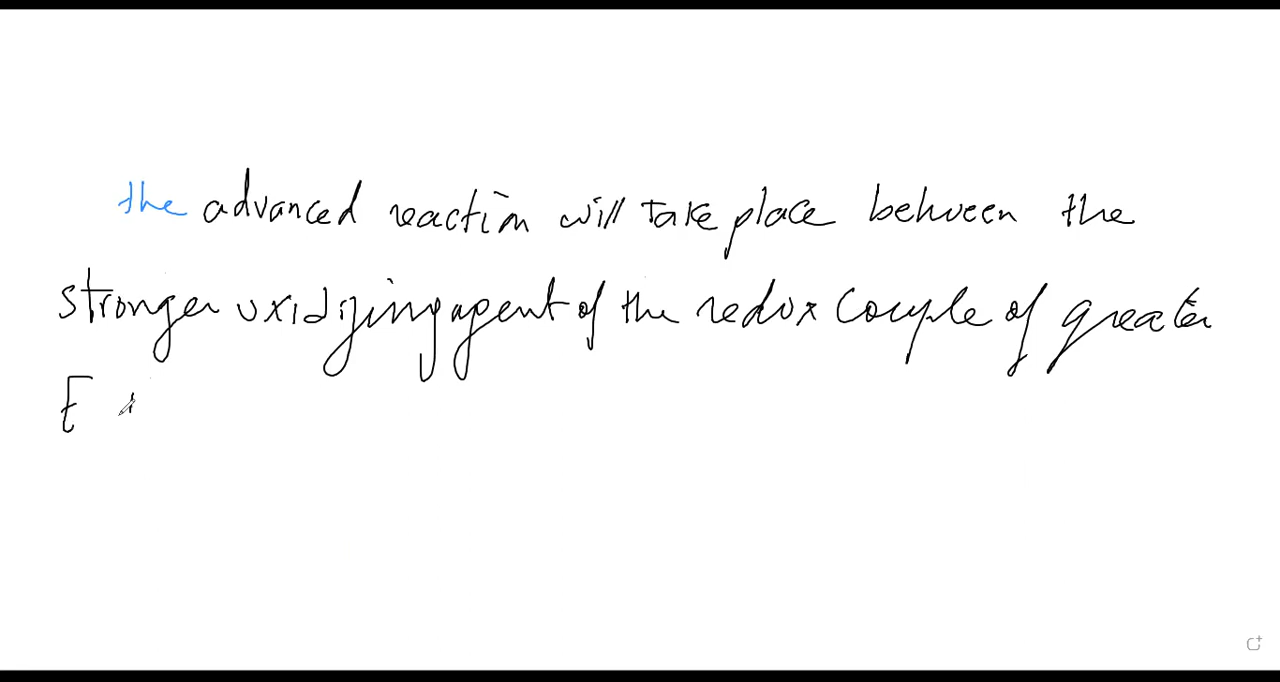 the advanced reaction will take place between the
stronger oxidizing agent of the redox couple of greater
E